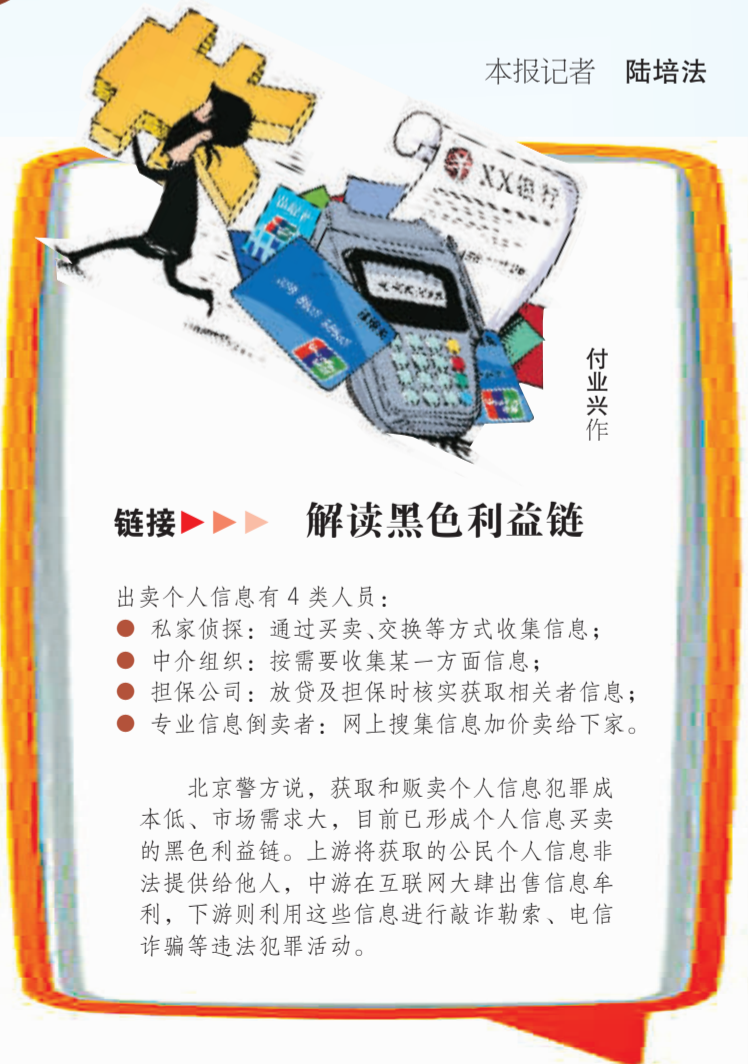 本报记者 陆培法
XX银行
付业兴作
链接 解读黑色利益链
出卖个人信息有4类人员：
● 私家侦探：通过买卖、交换等方式收集信息；
● 中介组织：按需要收集某一方面信息；
● 担保公司：放贷及担保时核实获取相关者信息；
● 专业信息倒卖者：网上搜集信息加价卖给下家。
北京警方说，获取和贩卖个人信息犯罪成
本低、市场需求大，目前已形成个人信息买卖
的黑色利益链。上游将获取的公民个人信息非
法提供给他人，中游在互联网大肆出售信息牟
利，下游则利用这些信息进行敲诈勒索、电信
诈骗等违法犯罪活动。